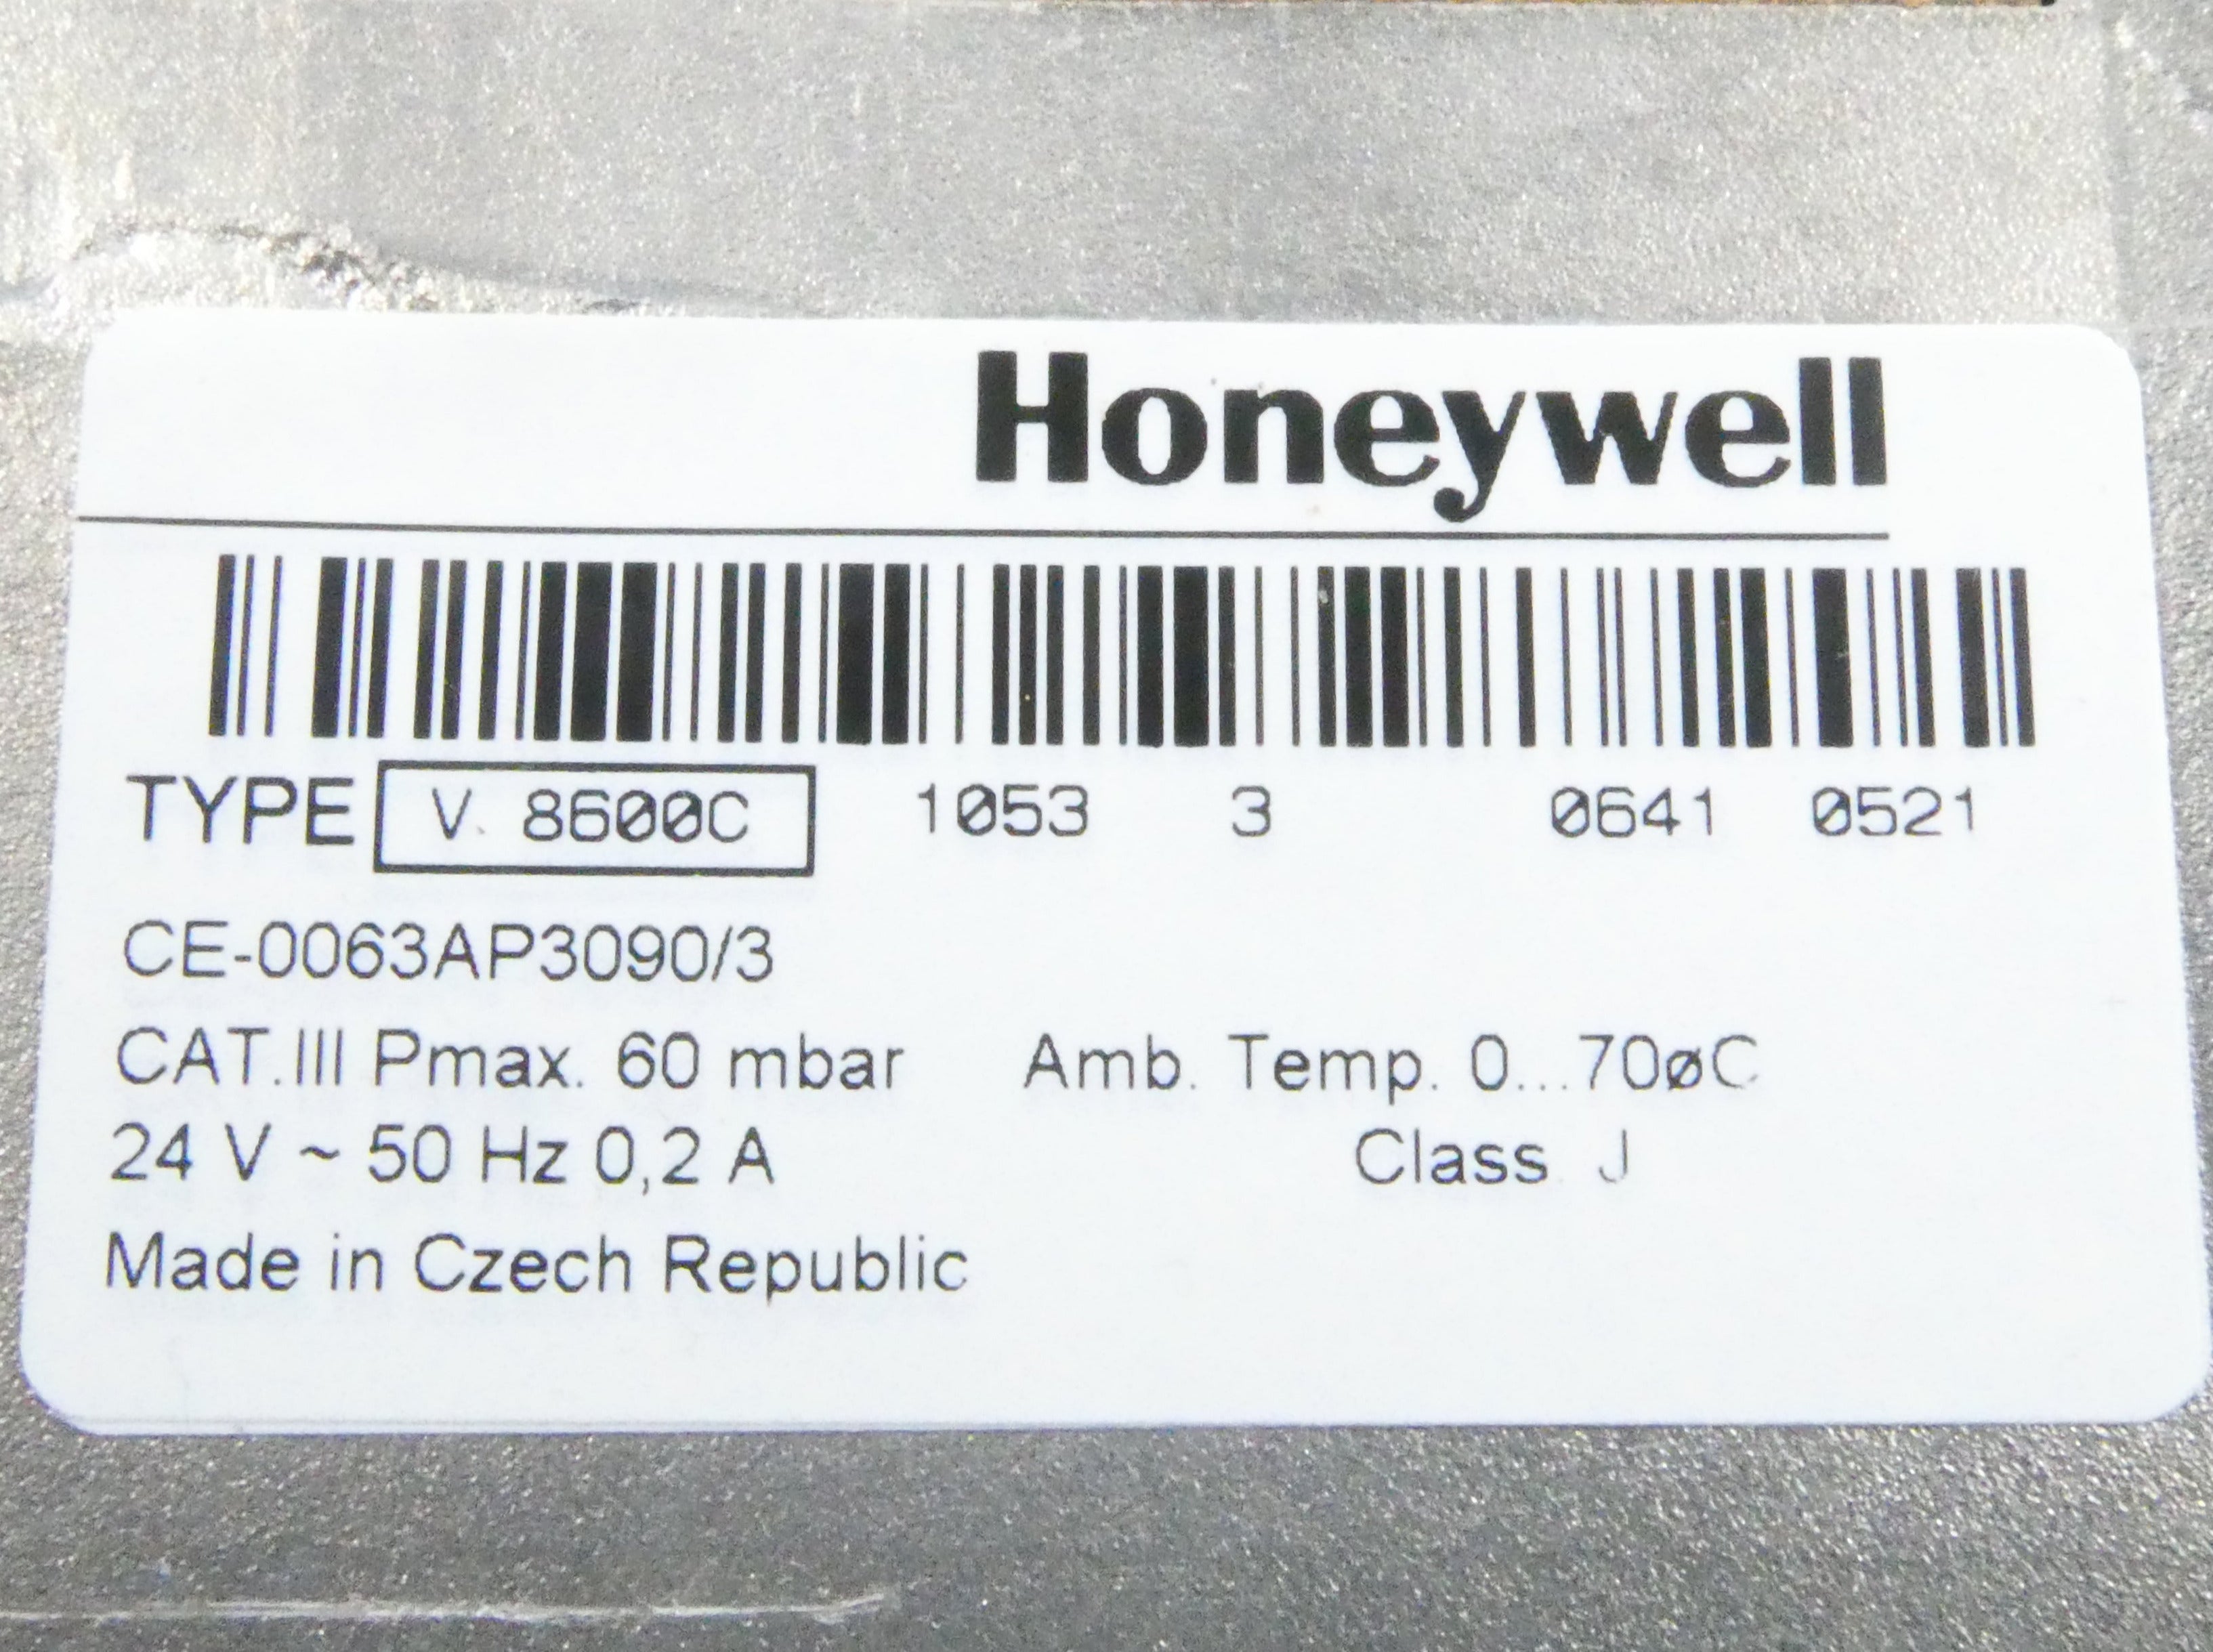 Honeywell
TYPE V. 8600C 1053 3 0641 0521
CE-0063AP3090/3
CAT.III Pmax. 60 mbar Amb. Temp. 0...70øC
24 V ~ 50 Hz 0,2 A Class. J
Made in Czech Republic